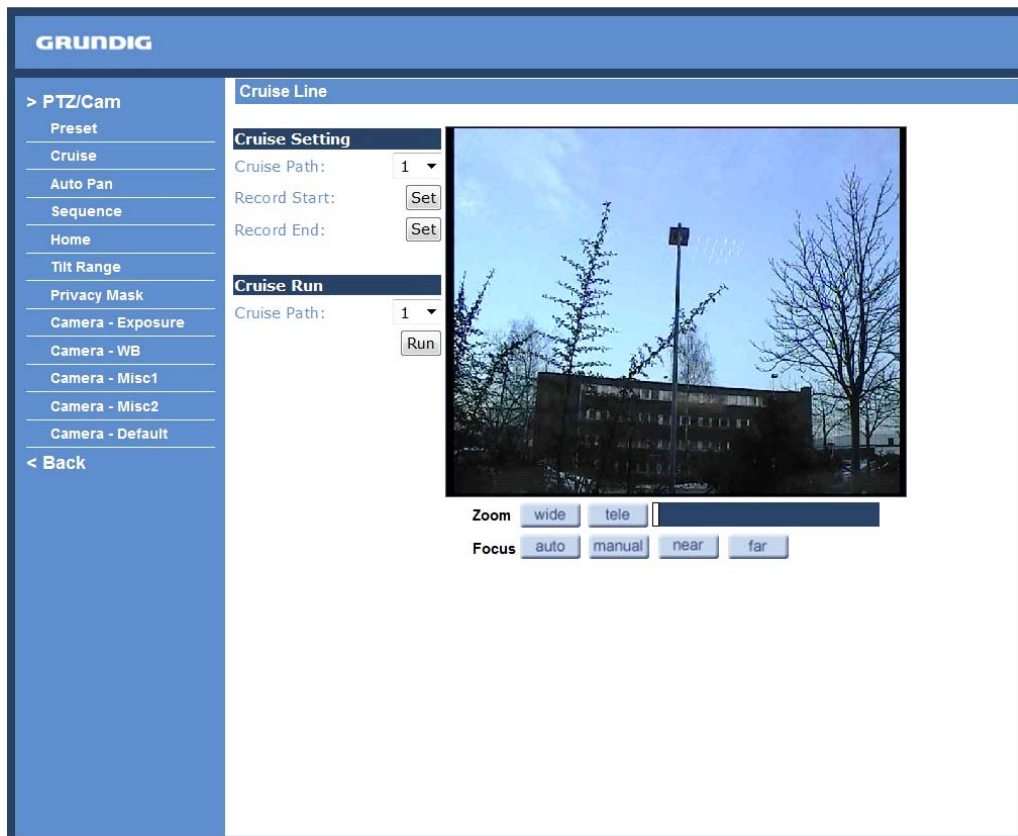 GRUNDIG
> PTZ/Cam
Preset
Cruise
Auto Pan
Sequence
Home
Tilt Range
Privacy Mask
Camera - Exposure
Camera - WB
Camera - Misc1
Camera - Misc2
Camera - Default
< Back
Cruise Line
Cruise Setting
Cruise Path: 1
Record Start: Set
Record End: Set
Cruise Run
Cruise Path: 1
Run
Zoom wide tele
Focus auto manual near far